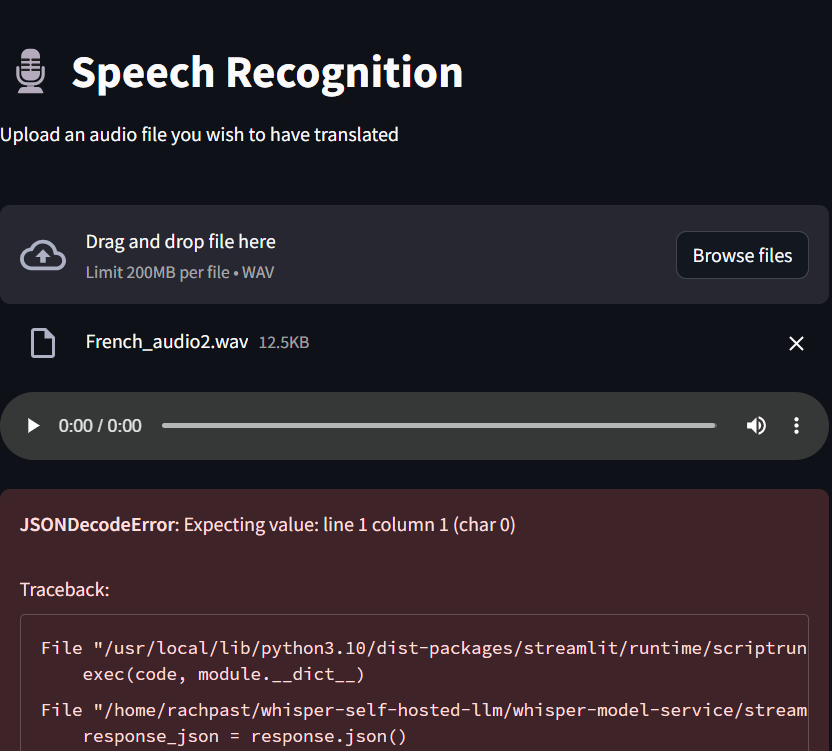 Speech Recognition
Upload an audio file you wish to have translated
Drag and drop file here
Limit 200MB per file • WAV
Browse files
French_audio2.wav 12.5KB
0:00 / 0:00
JSONDecodeError: Expecting value: line 1 column 1 (char 0)
Traceback:
File "/usr/local/lib/python3.10/dist-packages/streamlit/runtime/scriptrun
exec(code, module.__dict__)
File "/home/rachpast/whisper-self-hosted-llm/whisper-model-service/stream
response_json = response.json()